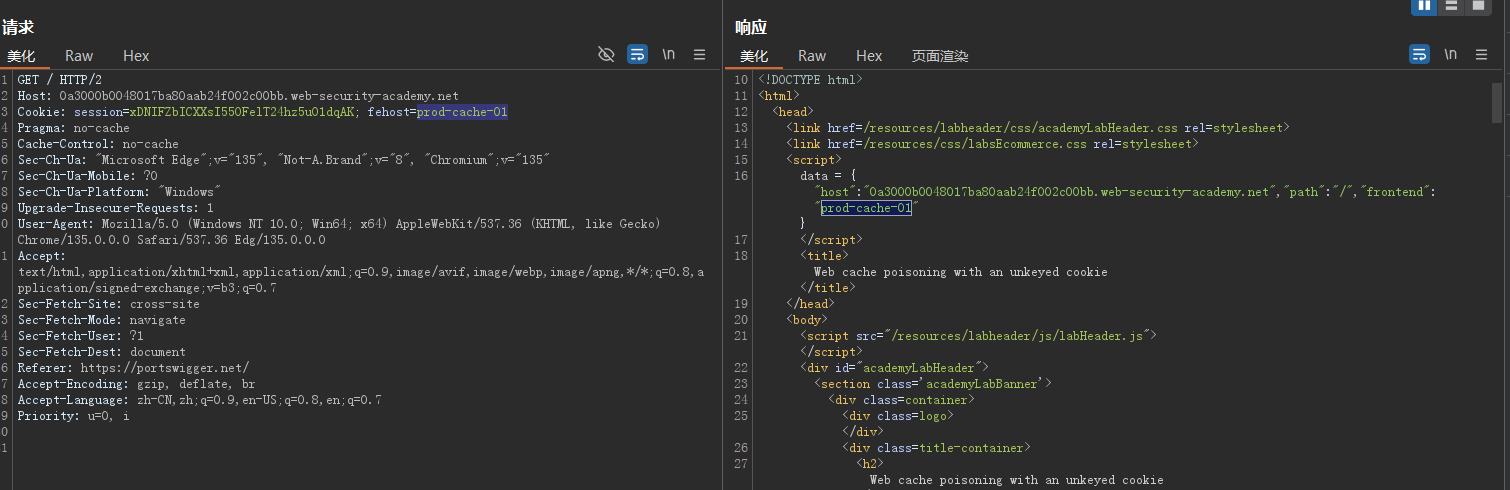 请求
美化 Raw Hex \n
1 GET / HTTP/2
2 Host: 0a3000b0048017ba80aab24f002c00bb.web-security-academy.net
3 Cookie: session=xDNIFZbICXXsI550FelT24hz5u01dqAK; fehost=prod-cache-01
4 Pragma: no-cache
5 Cache-Control: no-cache
6 Sec-Ch-Ua: "Microsoft Edge";v="135", "Not-A.Brand";v="8", "Chromium";v="135"
7 Sec-Ch-Ua-Mobile: ?0
8 Sec-Ch-Ua-Platform: "Windows"
9 Upgrade-Insecure-Requests: 1
0 User-Agent: Mozilla/5.0 (Windows NT 10.0; Win64; x64) AppleWebKit/537.36 (KHTML, like Gecko)
Chrome/135.0.0.0 Safari/537.36 Edg/135.0.0.0
1 Accept:
text/html,application/xhtml+xml,application/xml;q=0.9,image/avif,image/webp,image/apng,*/*;q=0.8,a
pplication/signed-exchange;v=b3;q=0.7
2 Sec-Fetch-Site: cross-site
3 Sec-Fetch-Mode: navigate
4 Sec-Fetch-User: ?1
5 Sec-Fetch-Dest: document
6 Referer: https://portswigger.net/
7 Accept-Encoding: gzip, deflate, br
8 Accept-Language: zh-CN,zh;q=0.9,en-US;q=0.8,en;q=0.7
9 Priority: u=0, i
0
1
响应
美化 Raw Hex 页面渲染 \n
10 <!DOCTYPE html>
11 <html>
12 <head>
13 <link href=/resources/labheader/css/academyLabHeader.css rel=stylesheet>
14 <link href=/resources/css/labsEcommerce.css rel=stylesheet>
15 <script>
16 data = {
"host":"0a3000b0048017ba80aab24f002c00bb.web-security-academy.net","path":"/","frontend":
"prod-cache-01"
}
17 </script>
18 <title>
Web cache poisoning with an unkeyed cookie
</title>
19 </head>
20 <body>
21 <script src="/resources/labheader/js/labHeader.js">
</script>
22 <div id="academyLabHeader">
23 <section class='academyLabBanner'>
24 <div class=container>
25 <div class=logo>
</div>
26 <div class=title-container>
27 <h2>
Web cache poisoning with an unkeyed cookie